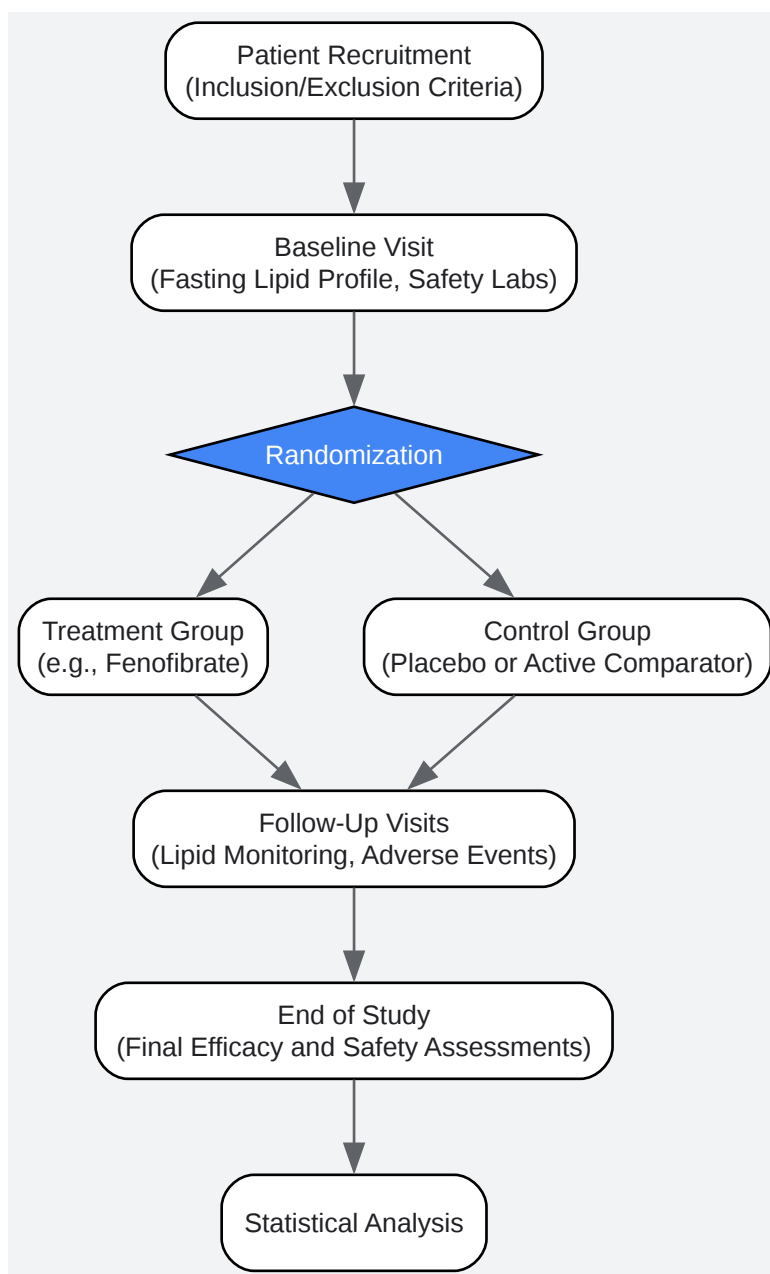 Patient Recruitment
(Inclusion/Exclusion Criteria)
Baseline Visit
(Fasting Lipid Profile, Safety Labs)
Randomization
Treatment Group
(e.g., Fenofibrate)
Control Group
(Placebo or Active Comparator)
Follow-Up Visits
(Lipid Monitoring, Adverse Events)
End of Study
(Final Efficacy and Safety Assessments)
Statistical Analysis